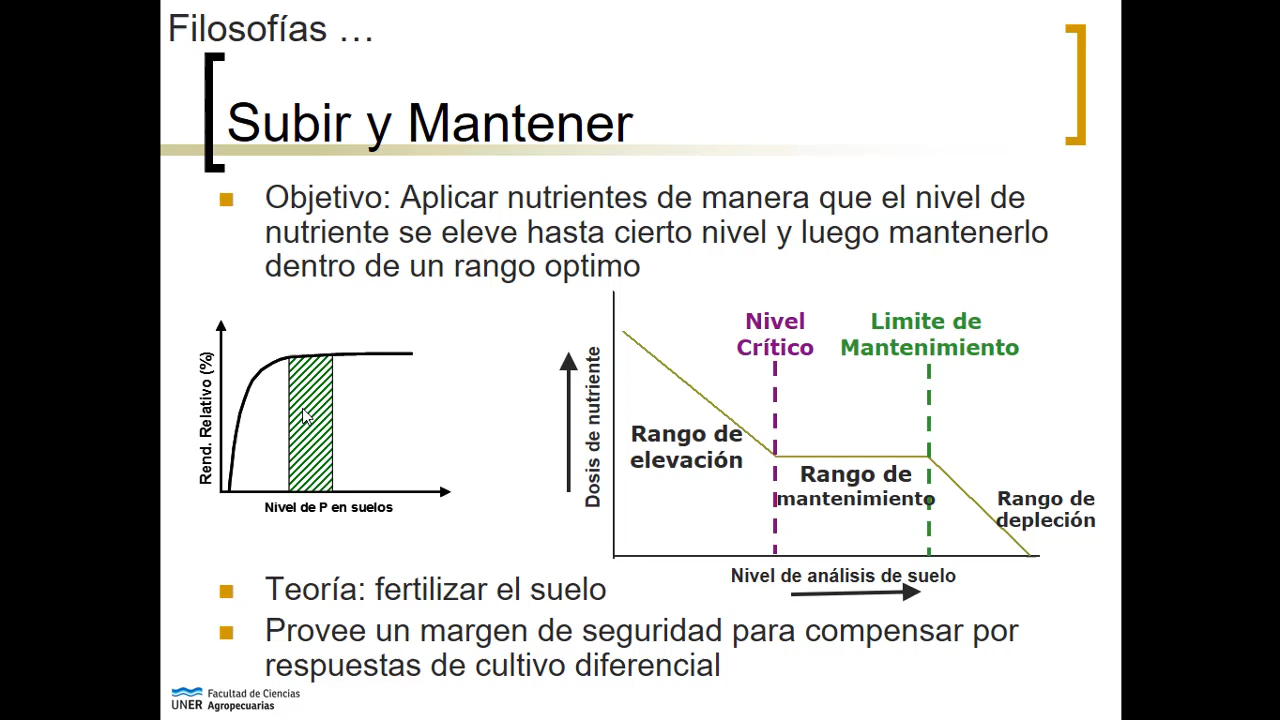 Filosofías ...
Subir y Mantener
Objetivo: Aplicar nutrientes de manera que el nivel de
nutriente se eleve hasta cierto nivel y luego mantenerlo
dentro de un rango optimo
Rend. Relativo (%)
Nivel de P en suelos
Dosis de nutriente
Nivel
Crítico
Limite de
Mantenimiento
Rango de
elevación
Rango de
mantenimiento
Rango de
depleción
Nivel de análisis de suelo
Teoría: fertilizar el suelo
Provee un margen de seguridad para compensar por
respuestas de cultivo diferencial
UNER
Facultad de Ciencias
Agropecuarias